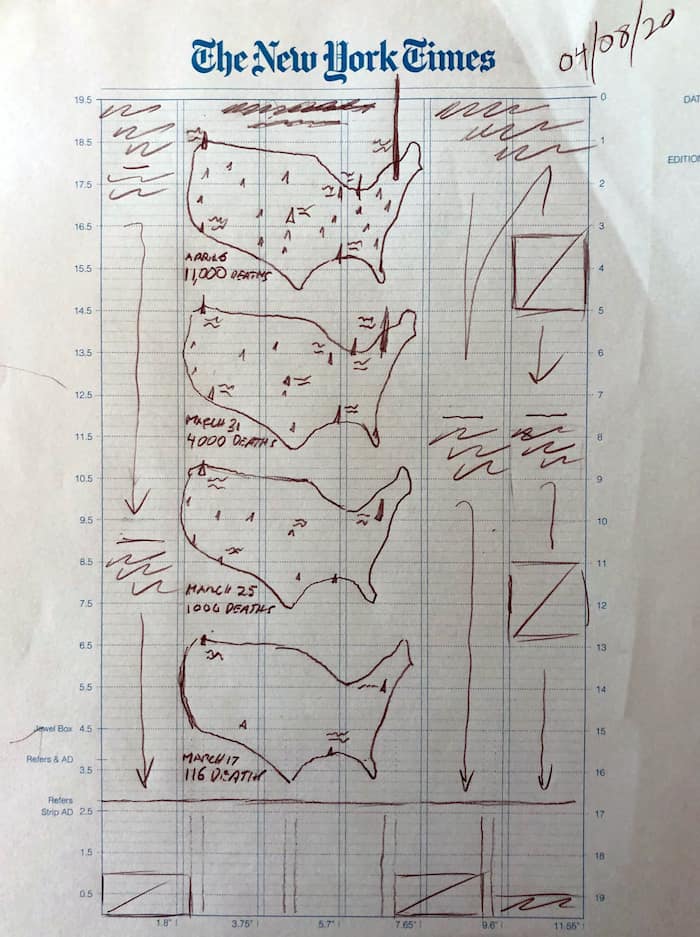 The New York Times
04/08/20
DAT
EDITION
19.5
0
18.5
1
17.5
2
16.5
3
APRIL 6
11,000 DEATHS
15.5
4
14.5
5
13.5
6
12.5
7
MARCH 31
4000 DEATHS
11.5
8
10.5
9
9.5
10
8.5
11
MARCH 25
1000 DEATHS
7.5
12
6.5
13
5.5
14
Jewel Box 4.5
15
MARCH 17
116 DEATHS
Refers & AD
3.5
16
Refers
Strip AD 2.5
17
1.5
18
0.5
19
1.8" 3.75" 5.7" 7.65" 9.6" 11.55"